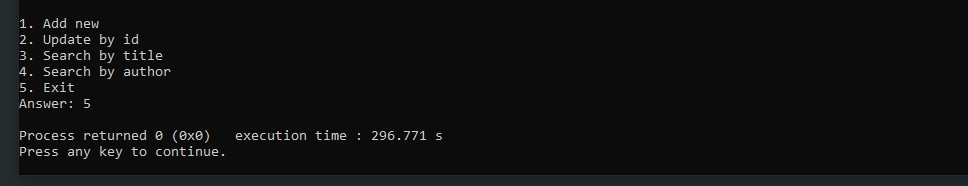 1. Add new
2. Update by id
3. Search by title
4. Search by author
5. Exit
Answer: 5
Process returned 0 (0x0)   execution time : 296.771 s
Press any key to continue.